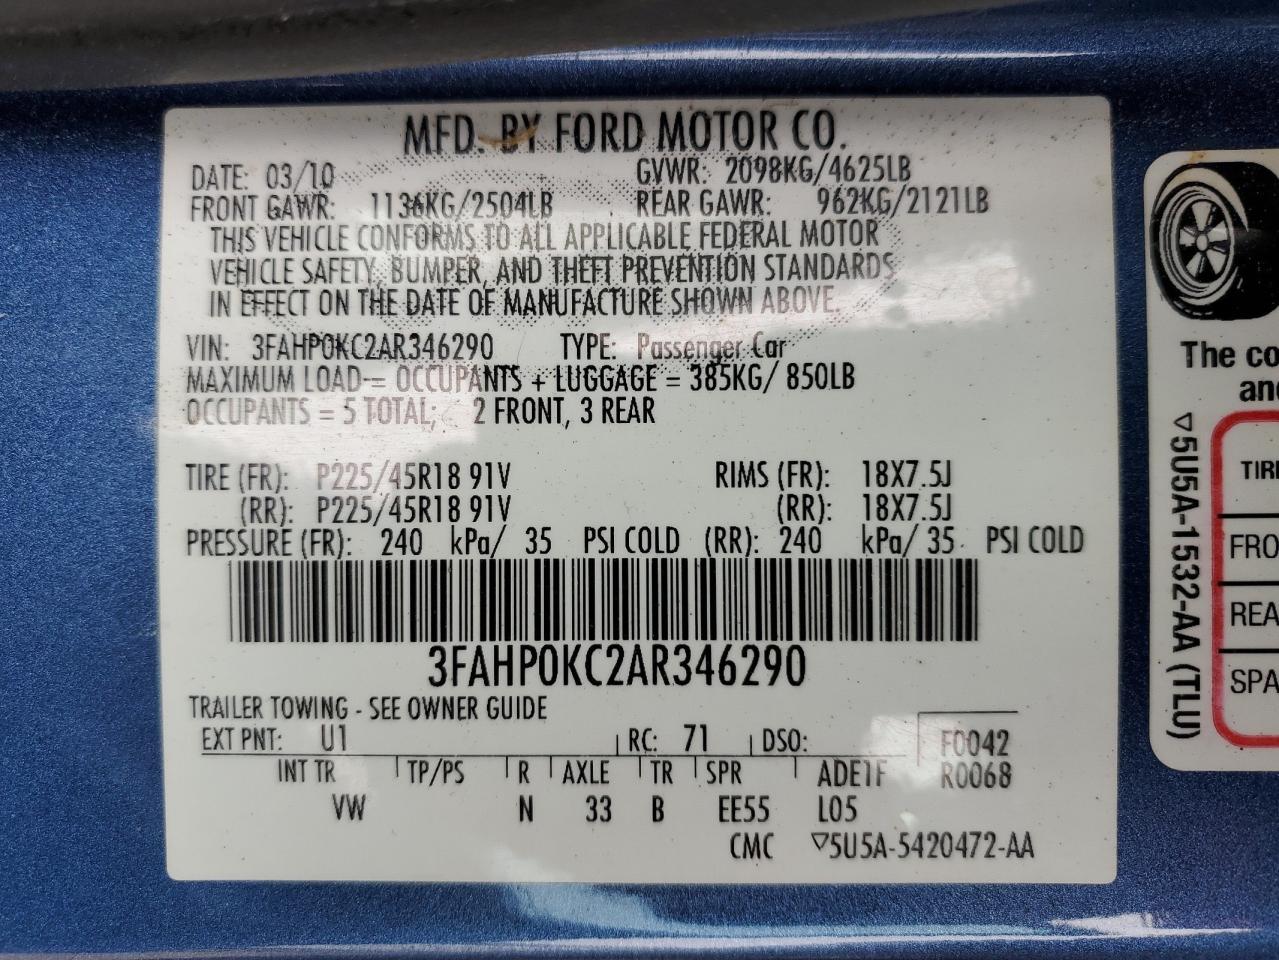 MFD. BY FORD MOTOR CO.
DATE: 03/10 GVWR: 2098KG/4625LB
FRONT GAWR: 1136KG/2504LB REAR GAWR: 962KG/2121LB
THIS VEHICLE CONFORMS TO ALL APPLICABLE FEDERAL MOTOR
VEHICLE SAFETY, BUMPER, AND THEFT PREVENTION STANDARDS
IN EFFECT ON THE DATE OF MANUFACTURE SHOWN ABOVE.
VIN: 3FAHP0KC2AR346290 TYPE: Passenger Car
MAXIMUM LOAD = OCCUPANTS + LUGGAGE = 385KG/ 850LB
OCCUPANTS = 5 TOTAL; 2 FRONT, 3 REAR
TIRE (FR): P225/45R18 91V RIMS (FR): 18X7.5J
(RR): P225/45R18 91V (RR): 18X7.5J
PRESSURE (FR): 240 kPa/ 35 PSI COLD (RR): 240 kPa/ 35 PSI COLD
3FAHP0KC2AR346290
TRAILER TOWING - SEE OWNER GUIDE
EXT PNT: U1 RC: 71 DSO: F0042
INT TR TP/PS R AXLE TR SPR ADE1F R0068
VW N 33 B EE55 L05
CMC ▽5U5A-5420472-AA
The co
and
▽5U5A-1532-AA (TLU)
TIRE
FRO
REA
SPA